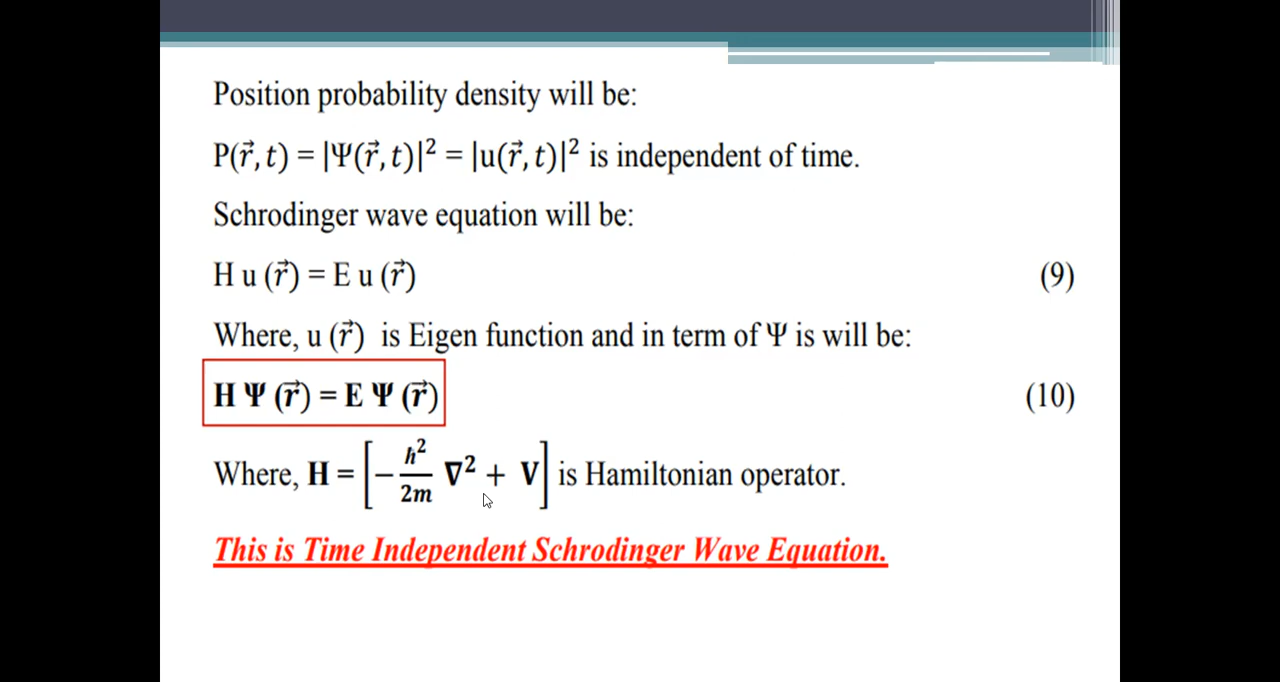 Position probability density will be:
P(r⃗, t) = |Ψ(r⃗, t)|² = |u(r⃗, t)|² is independent of time.
Schrodinger wave equation will be:
H u (r⃗) = E u (r⃗) (9)
Where, u (r⃗) is Eigen function and in term of Ψ is will be:
H Ψ (r⃗) = E Ψ (r⃗) (10)
Where, H = [−ℏ²/2m ∇² + V] is Hamiltonian operator.
This is Time Independent Schrodinger Wave Equation.